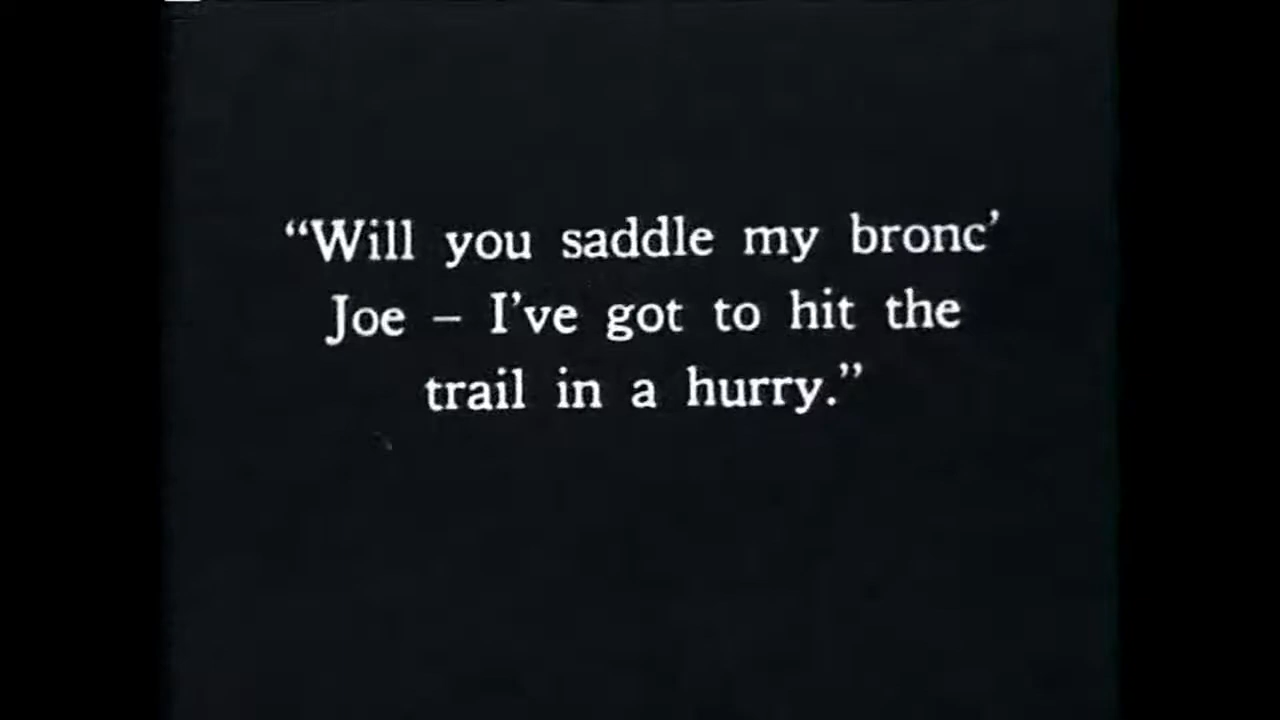 “Will you saddle my bronc’
Joe – I’ve got to hit the
trail in a hurry.”